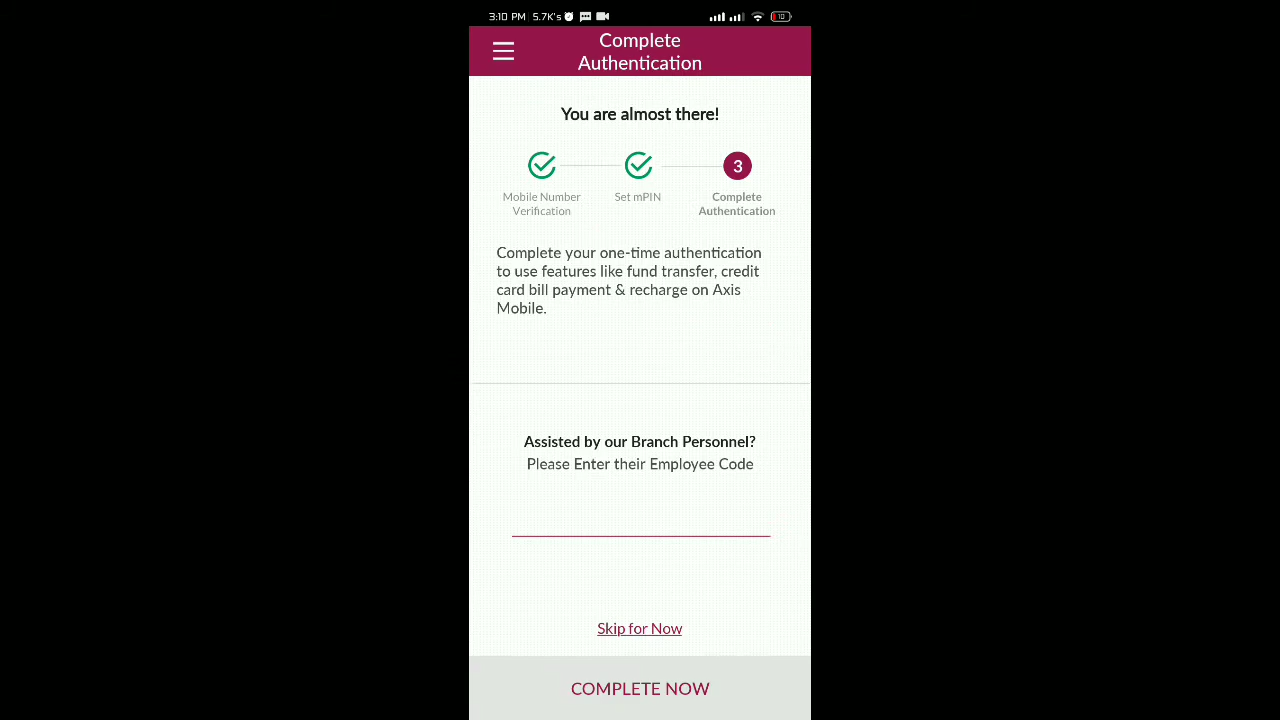 3:10 PM 5.7K's 10
Complete
Authentication
You are almost there!
3
Mobile Number
Verification
Set mPIN
Complete
Authentication
Complete your one-time authentication
to use features like fund transfer, credit
card bill payment & recharge on Axis
Mobile.
Assisted by our Branch Personnel?
Please Enter their Employee Code
Skip for Now
COMPLETE NOW